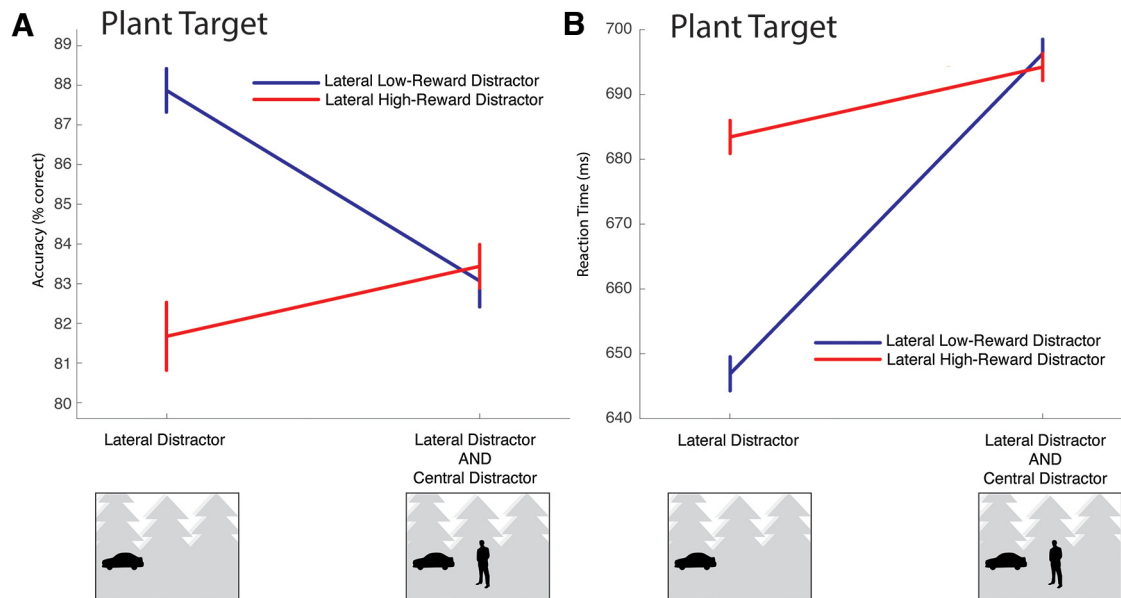 A
Plant Target
89
88
87
86
85
84
83
82
81
80
Accuracy (% correct)
Lateral Low-Reward Distractor
Lateral High-Reward Distractor
Lateral Distractor
Lateral Distractor
AND
Central Distractor
B
Plant Target
700
690
680
670
660
650
640
Reaction Time (ms)
Lateral Low-Reward Distractor
Lateral High-Reward Distractor
Lateral Distractor
Lateral Distractor
AND
Central Distractor